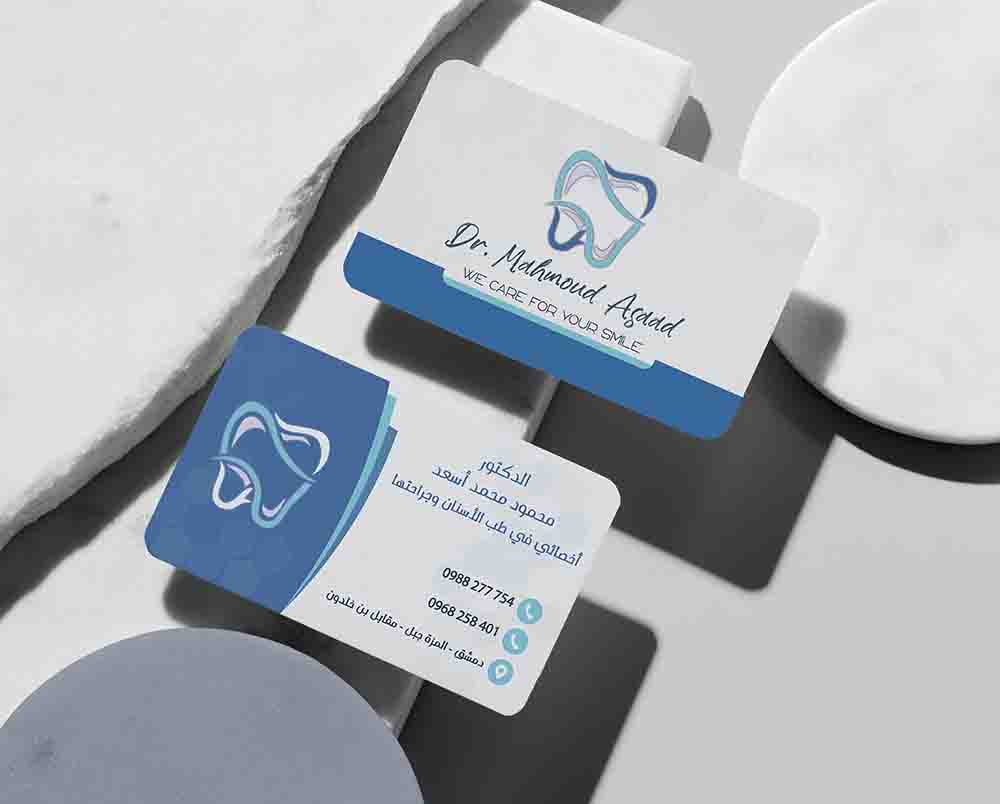 Dr. Mahmoud Asaad
WE CARE FOR YOUR SMILE
الدكتور
محمود محمد أسعد
أخصائي في طب الأسنان وجراحتها
0988 277 754
0968 258 401
دمشق - المزة جبل - مقابل بن خلدون